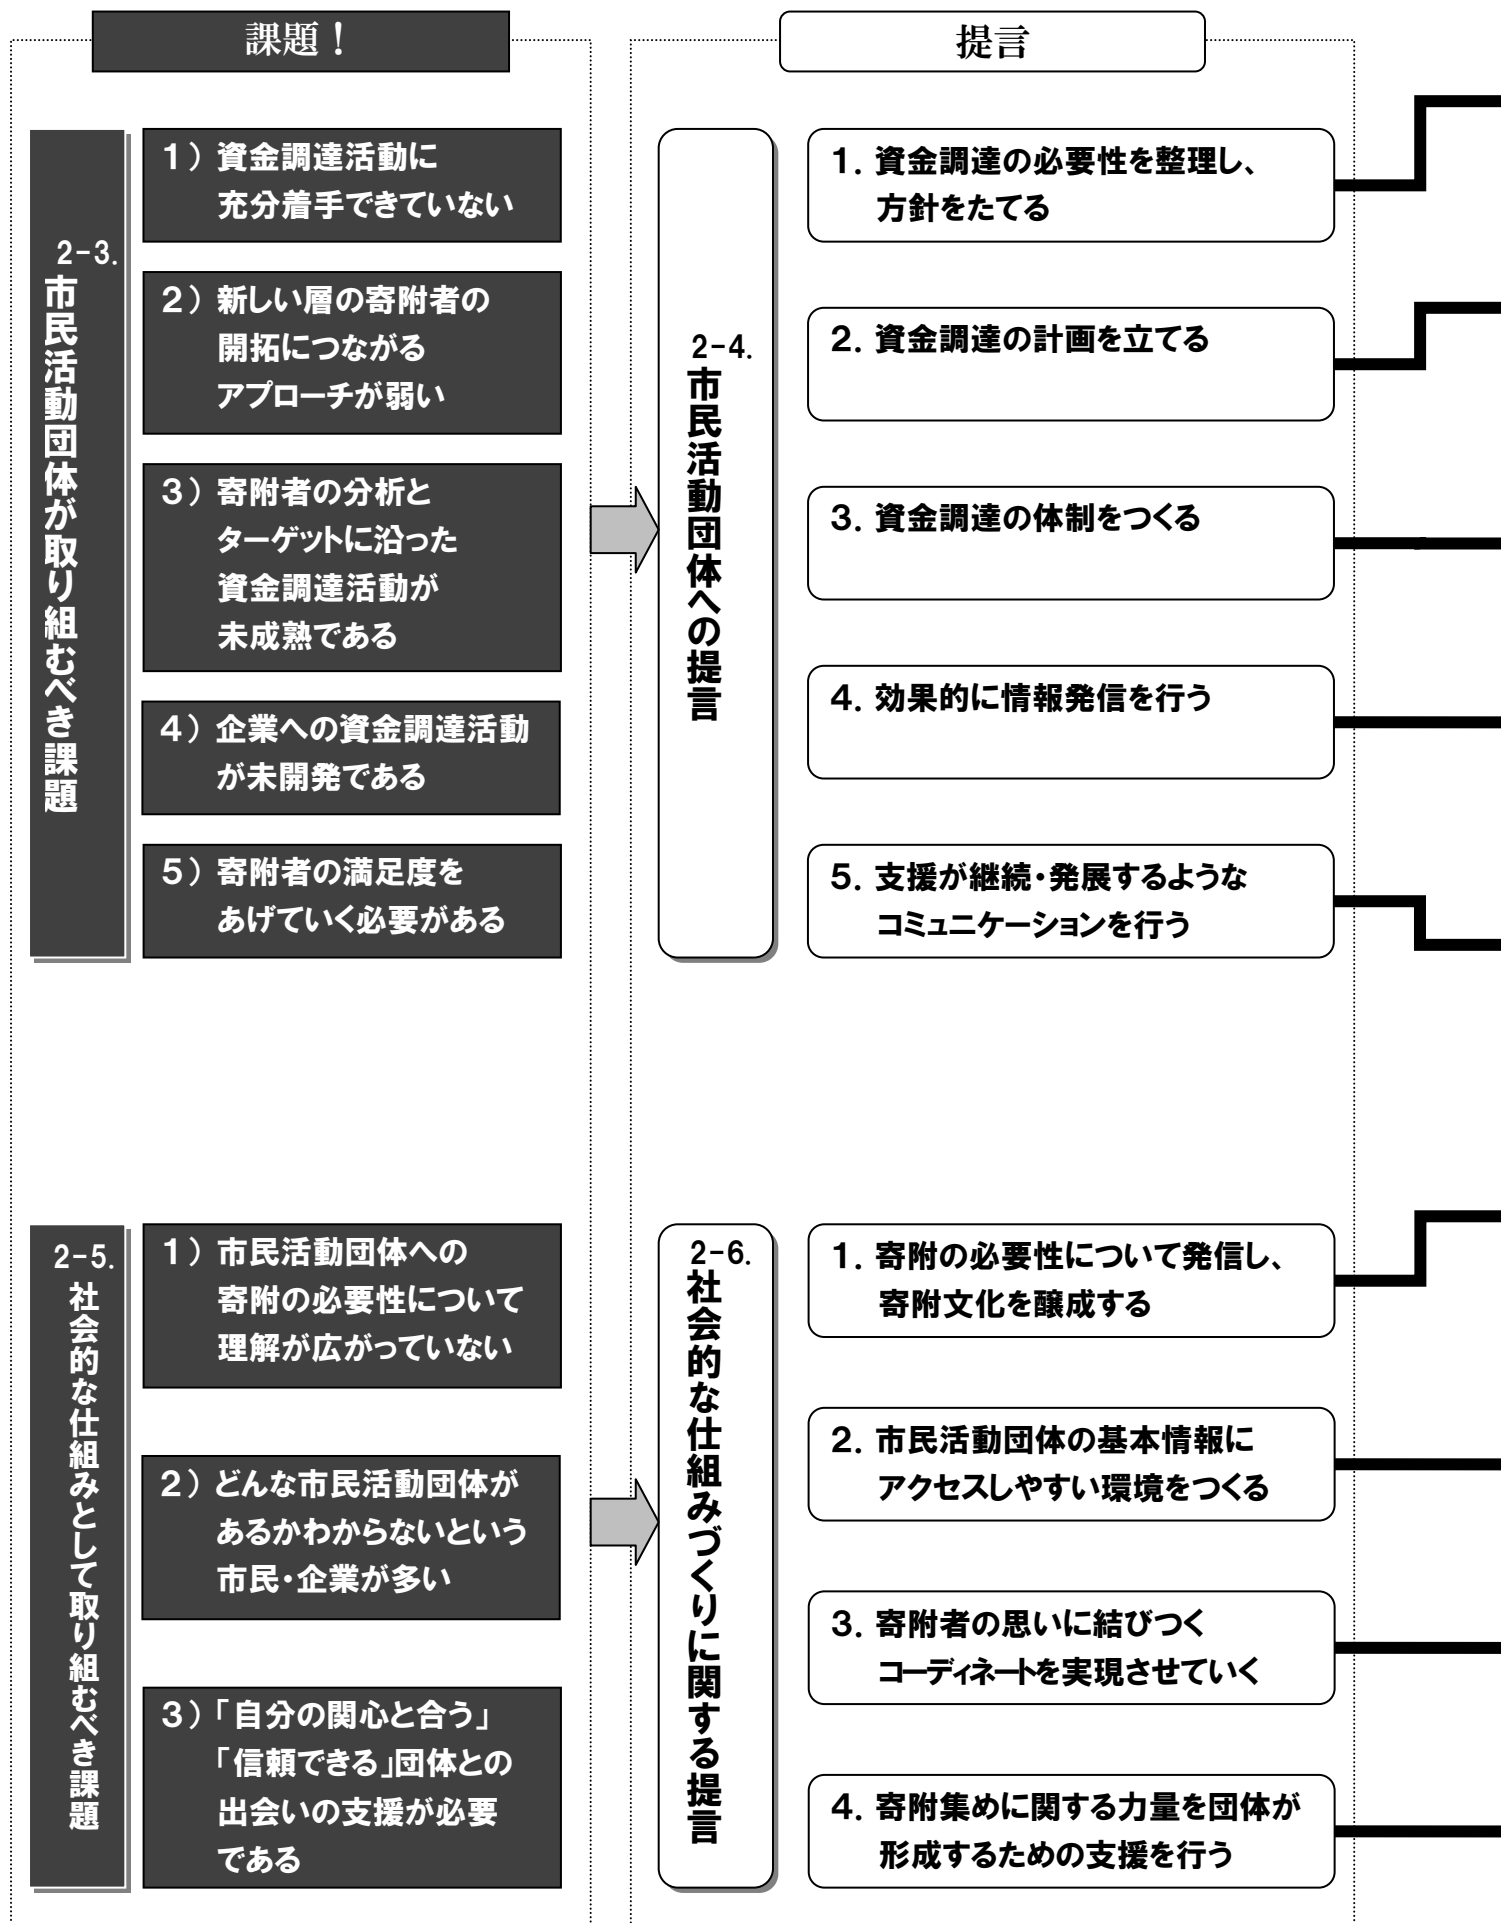 課題！
提言
2-3.
市民活動団体が取り組むべき課題
1）資金調達活動に
充分着手できていない
2）新しい層の寄附者の
開拓につながる
アプローチが弱い
3）寄附者の分析と
ターゲットに沿った
資金調達活動が
未成熟である
4）企業への資金調達活動
が未開発である
5）寄附者の満足度を
あげていく必要がある
2-4.
市民活動団体への提言
1. 資金調達の必要性を整理し、
方針をたてる
2. 資金調達の計画を立てる
3. 資金調達の体制をつくる
4. 効果的に情報発信を行う
5. 支援が継続・発展するような
コミュニケーションを行う
2-5.
社会的な仕組みとして取り組むべき課題
1）市民活動団体への
寄附の必要性について
理解が広がっていない
2）どんな市民活動団体が
あるかわからないという
市民・企業が多い
3）「自分の関心と合う」
「信頼できる」団体との
出会いの支援が必要
である
2-6.
社会的な仕組みづくりに関する提言
1. 寄附の必要性について発信し、
寄附文化を醸成する
2. 市民活動団体の基本情報に
アクセスしやすい環境をつくる
3. 寄附者の思いに結びつく
コーディネートを実現させていく
4. 寄附集めに関する力量を団体が
形成するための支援を行う